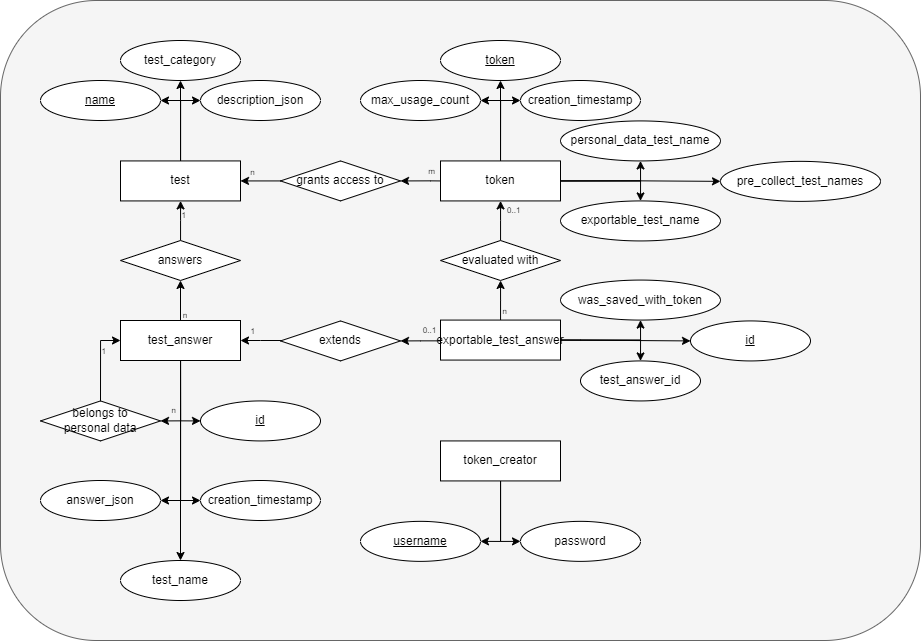 test_category
token
name
description_json
max_usage_count
creation_timestamp
personal_data_test_name
test
n
grants access to
m
token
pre_collect_test_names
1
0..1
exportable_test_name
answers
evaluated with
was_saved_with_token
n
n
test_answer
1
extends
0..1
exportable_test_answer
id
1
test_answer_id
belongs to
personal data
n
id
token_creator
answer_json
creation_timestamp
username
password
test_name